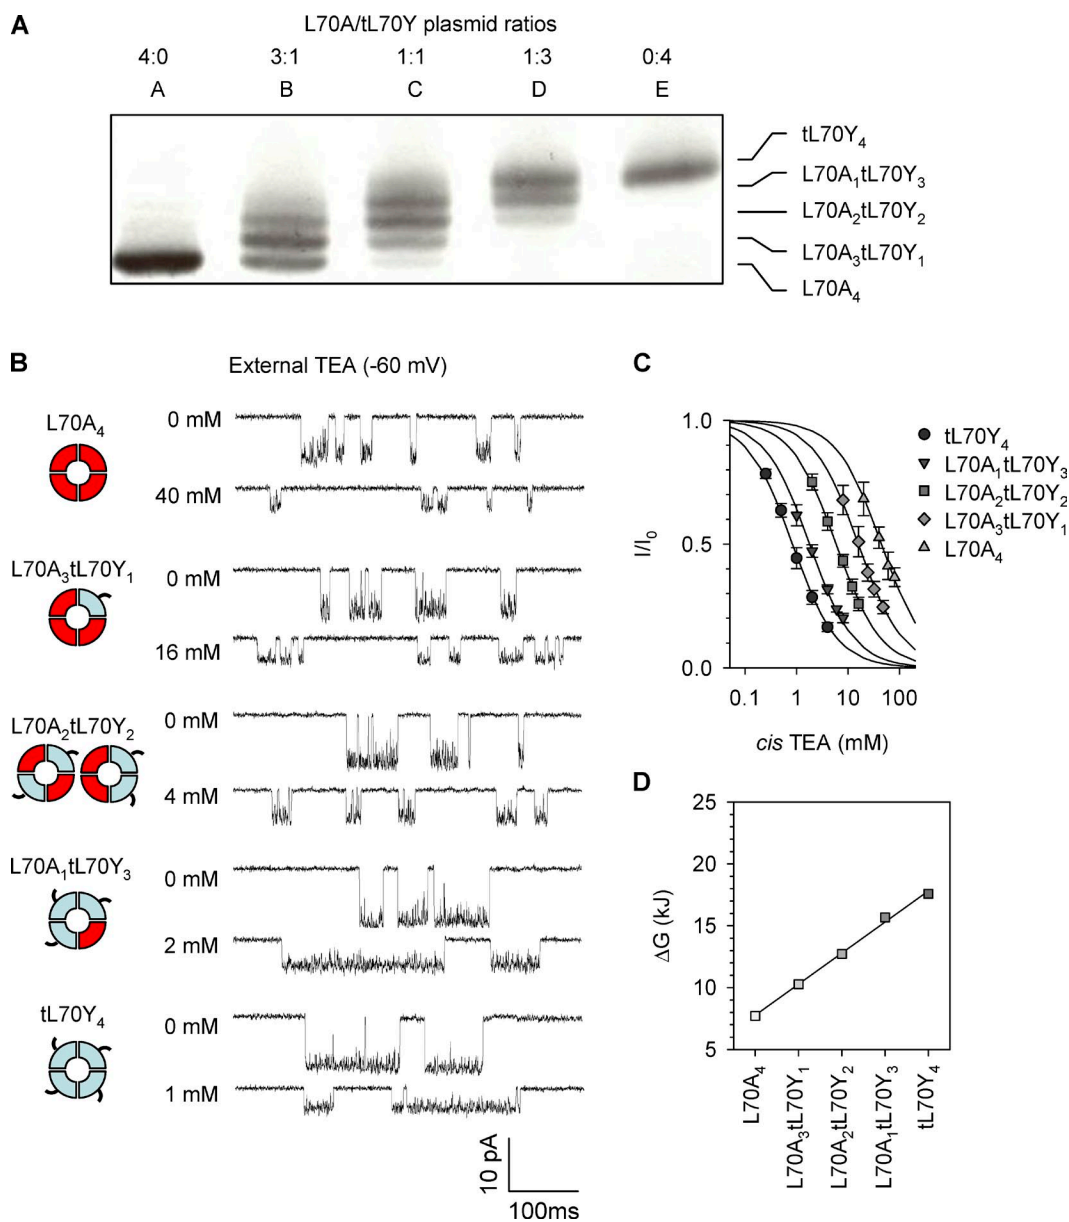 A
L70A/tL70Y plasmid ratios
4:0 3:1 1:1 1:3 0:4
A B C D E
tL70Y₄
L70A₁tL70Y₃
L70A₂tL70Y₂
L70A₃tL70Y₁
L70A₄
B
External TEA (-60 mV)
L70A₄
0 mM
40 mM
L70A₃tL70Y₁
0 mM
16 mM
L70A₂tL70Y₂
0 mM
4 mM
L70A₁tL70Y₃
0 mM
2 mM
tL70Y₄
0 mM
1 mM
10 pA
100ms
C
1.0
0.5
0.0
I/I₀
0.1 1 10 100
cis TEA (mM)
tL70Y₄
L70A₁tL70Y₃
L70A₂tL70Y₂
L70A₃tL70Y₁
L70A₄
D
25
20
15
10
5
ΔG (kJ)
L70A₄
L70A₃tL70Y₁
L70A₂tL70Y₂
L70A₁tL70Y₃
tL70Y₄